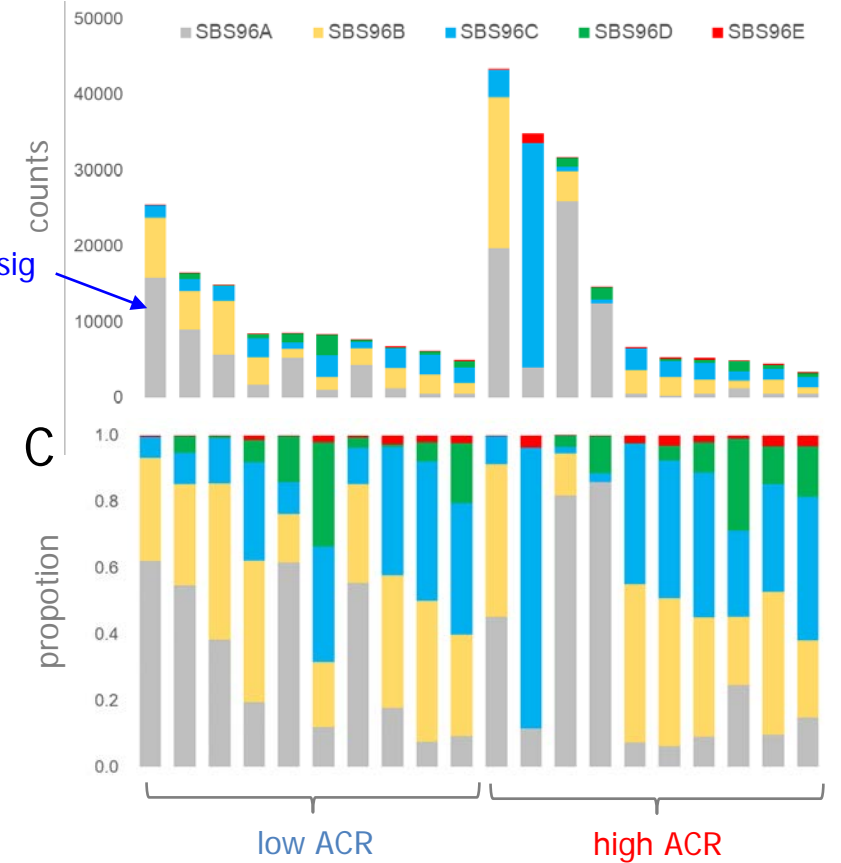 50000
SBS96A SBS96B SBS96C SBS96D SBS96E
40000
counts
30000
sig
20000
10000
0
C
1.0
0.8
propotion
0.6
0.4
0.2
0.0
low ACR
high ACR